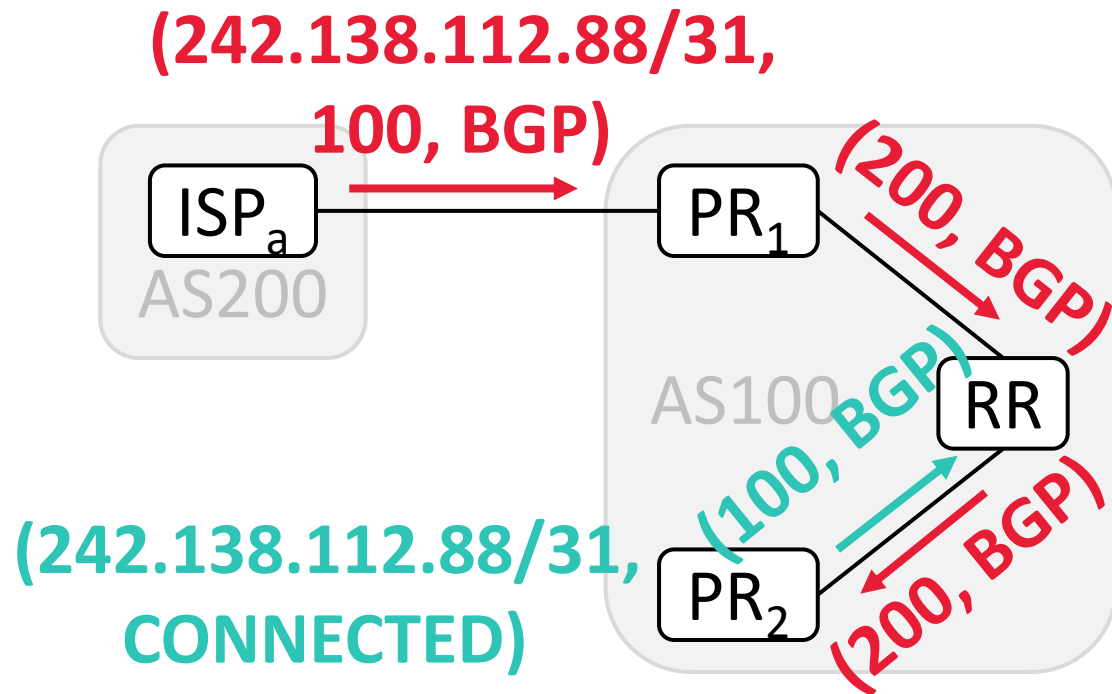 (242.138.112.88/31,
100, BGP)
ISPa
AS200
PR1
(200, BGP)
AS100
RR
(100, BGP)
(242.138.112.88/31,
CONNECTED)
PR2
(200, BGP)